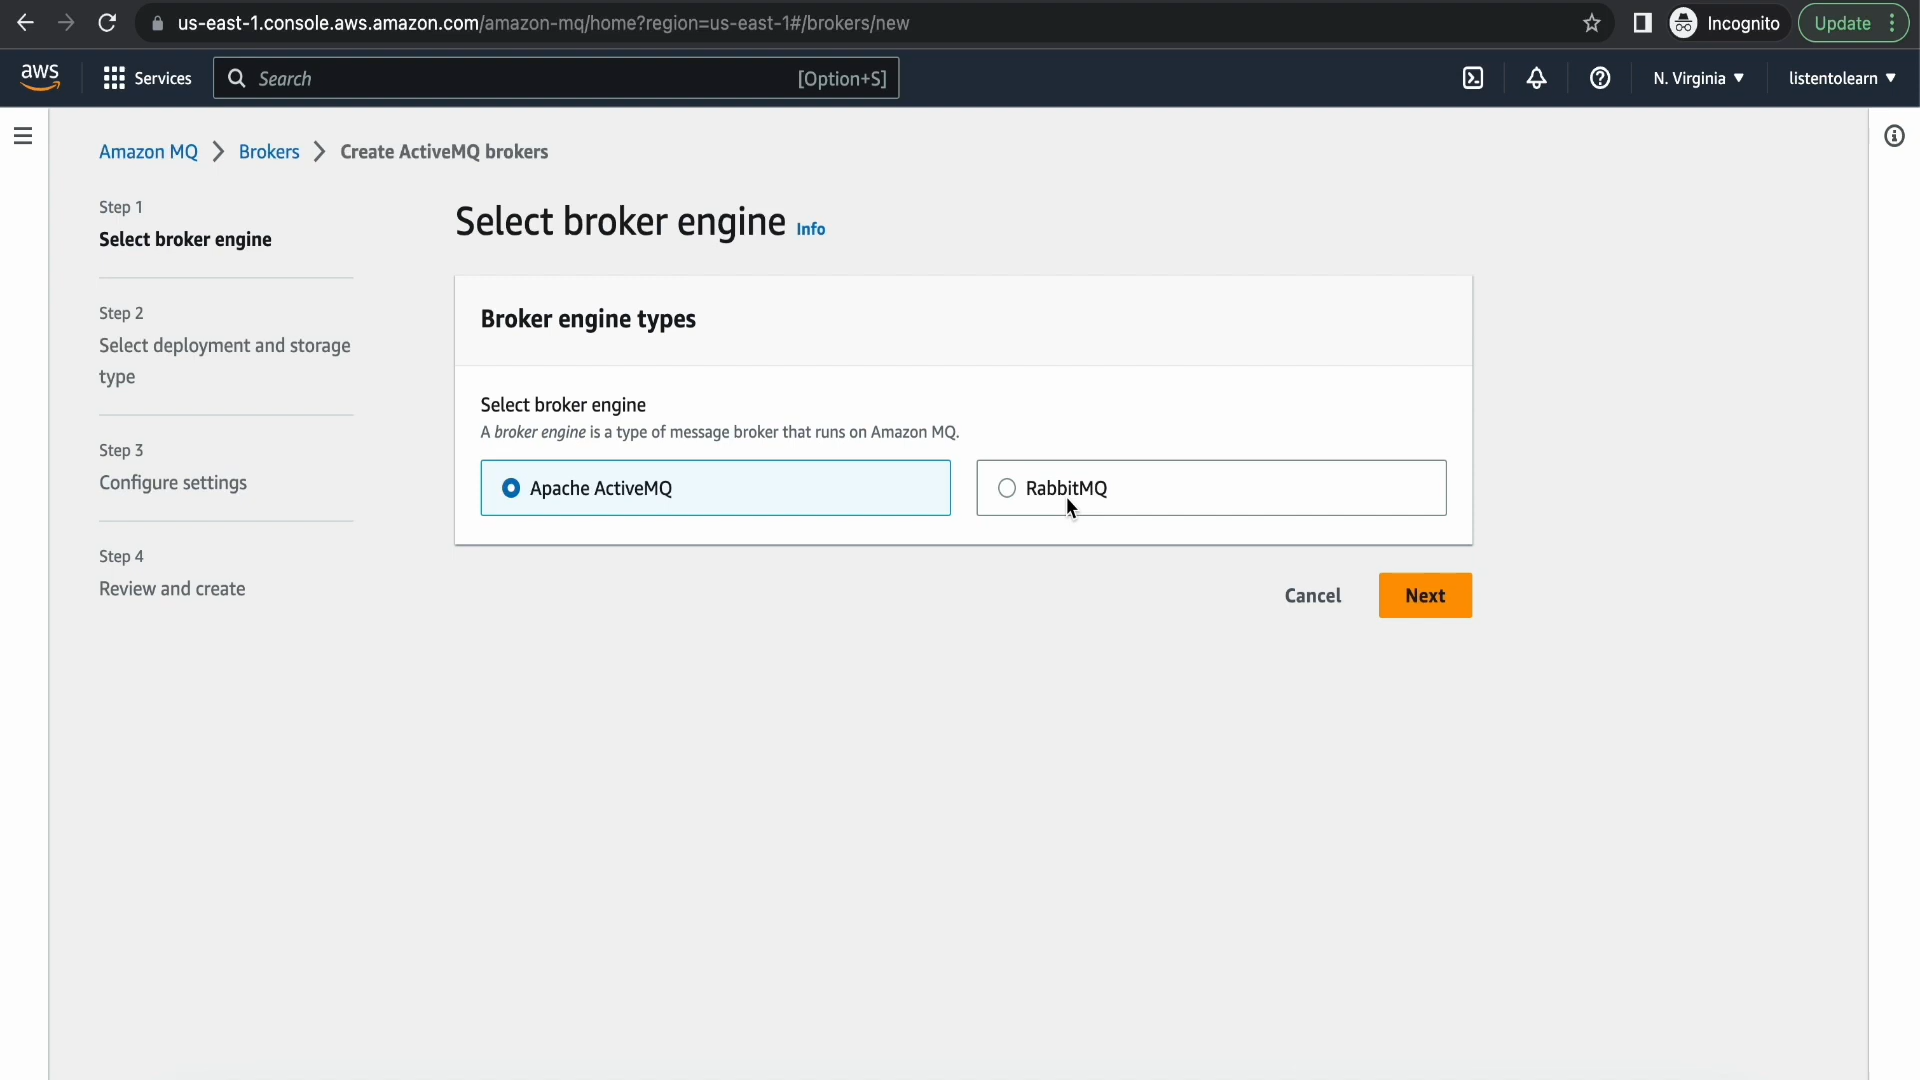 us-east-1.console.aws.amazon.com/amazon-mq/home?region=us-east-1#/brokers/new
Incognito
Update
aws
Services
Search
[Option+S]
N. Virginia
listentolearn
Amazon MQ
Brokers
Create ActiveMQ brokers
Step 1
Select broker engine
Step 2
Select deployment and storage
type
Step 3
Configure settings
Step 4
Review and create
Select broker engine Info
Broker engine types
Select broker engine
A broker engine is a type of message broker that runs on Amazon MQ.
Apache ActiveMQ
RabbitMQ
Cancel
Next